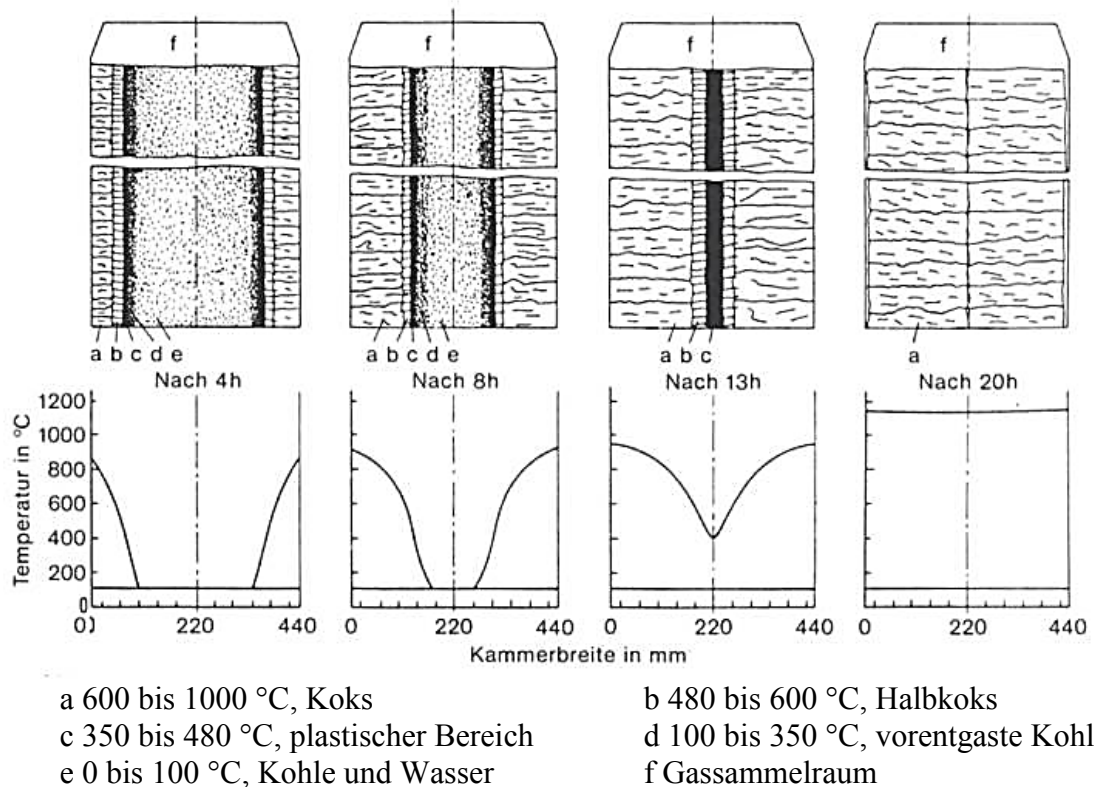 f f f f
a b c d e a b c d e a b c a
Nach 4h Nach 8h Nach 13h Nach 20h
Temperatur in °C
1200
1000
800
600
400
200
0
0 220 440 0 220 440 0 220 440 0 220 440
Kammerbreite in mm
a 600 bis 1000 °C, Koks b 480 bis 600 °C, Halbkoks
c 350 bis 480 °C, plastischer Bereich d 100 bis 350 °C, vorentgaste Kohl
e 0 bis 100 °C, Kohle und Wasser f Gassammelraum